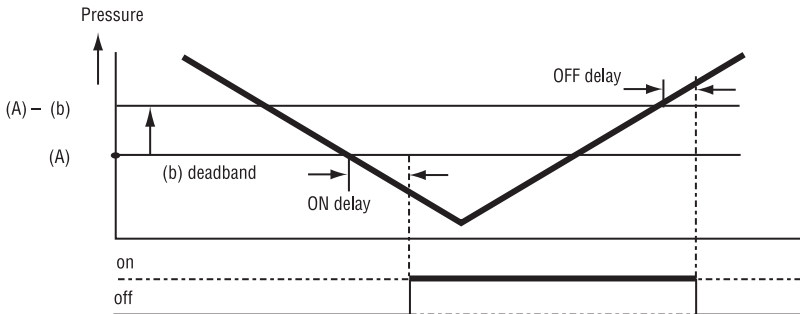 Pressure
OFF delay
(A) – (b)
(A)
(b) deadband
ON delay
on
off